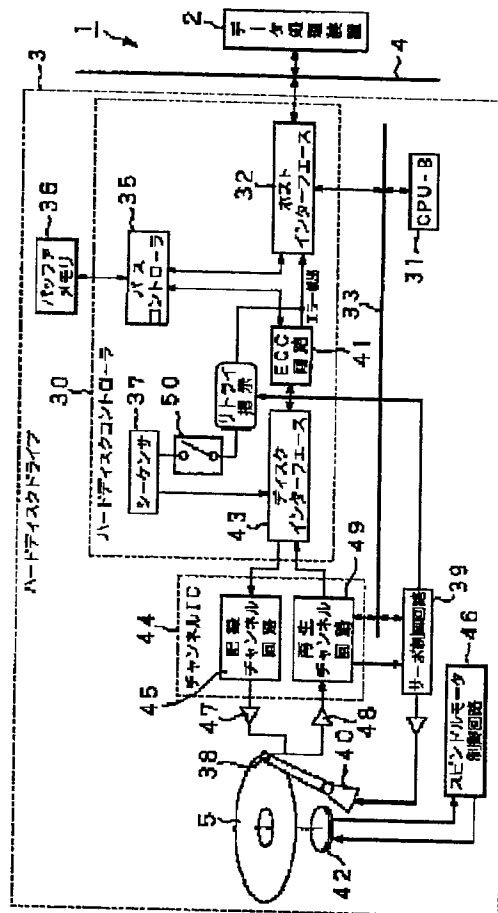 1
3
ハードディスクドライブ
30
ハードディスクコントローラ
36
バッファ
メモリ
35
バス
コントローラ
37
シーケンサ
50
リトライ
指示
32
ホスト
インターフェース
2
データ処理装置
4
エラー検出
ECC
回路
41
43
ディスク
インターフェース
33
CPU-B
31
44
チャンネルIC
45
記録
チャンネル
回路
再生
チャンネル
回路
49
47
48
38
40
5
42
サーボ制御回路
39
スピンドルモータ
制御回路
46